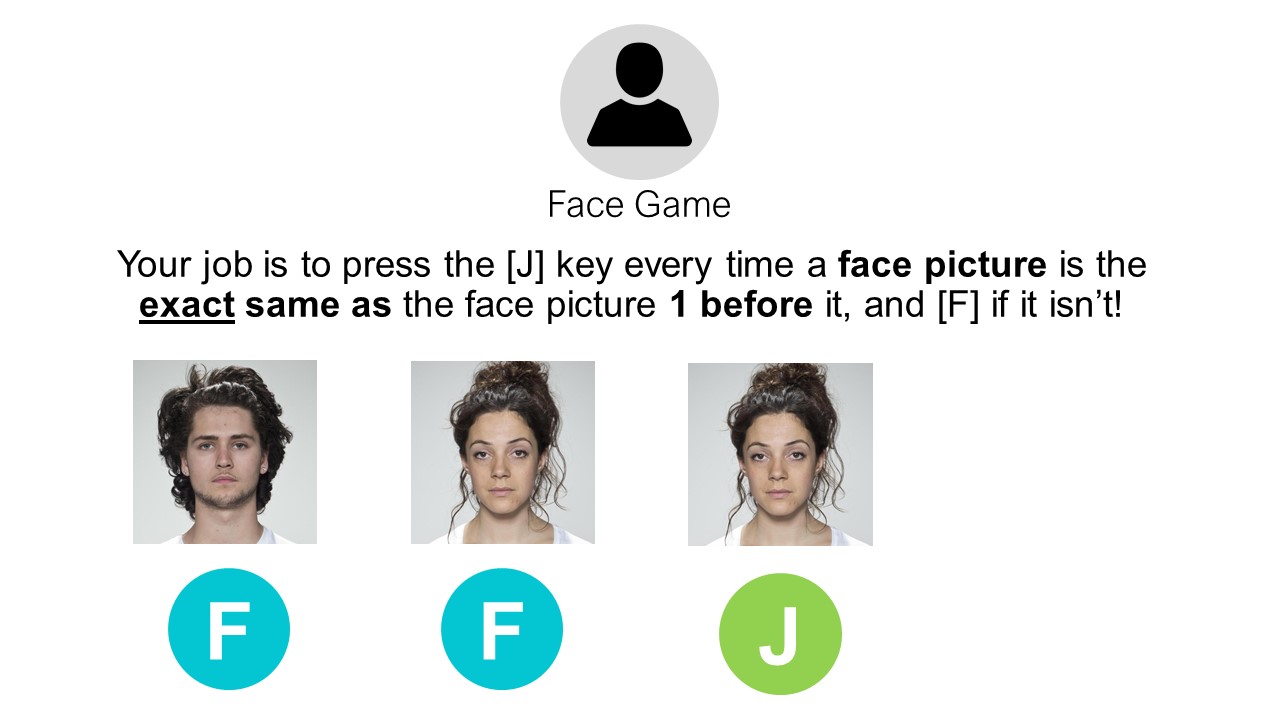 Face Game
Your job is to press the [J] key every time a face picture is the
exact same as the face picture 1 before it, and [F] if it isn’t!
F F J